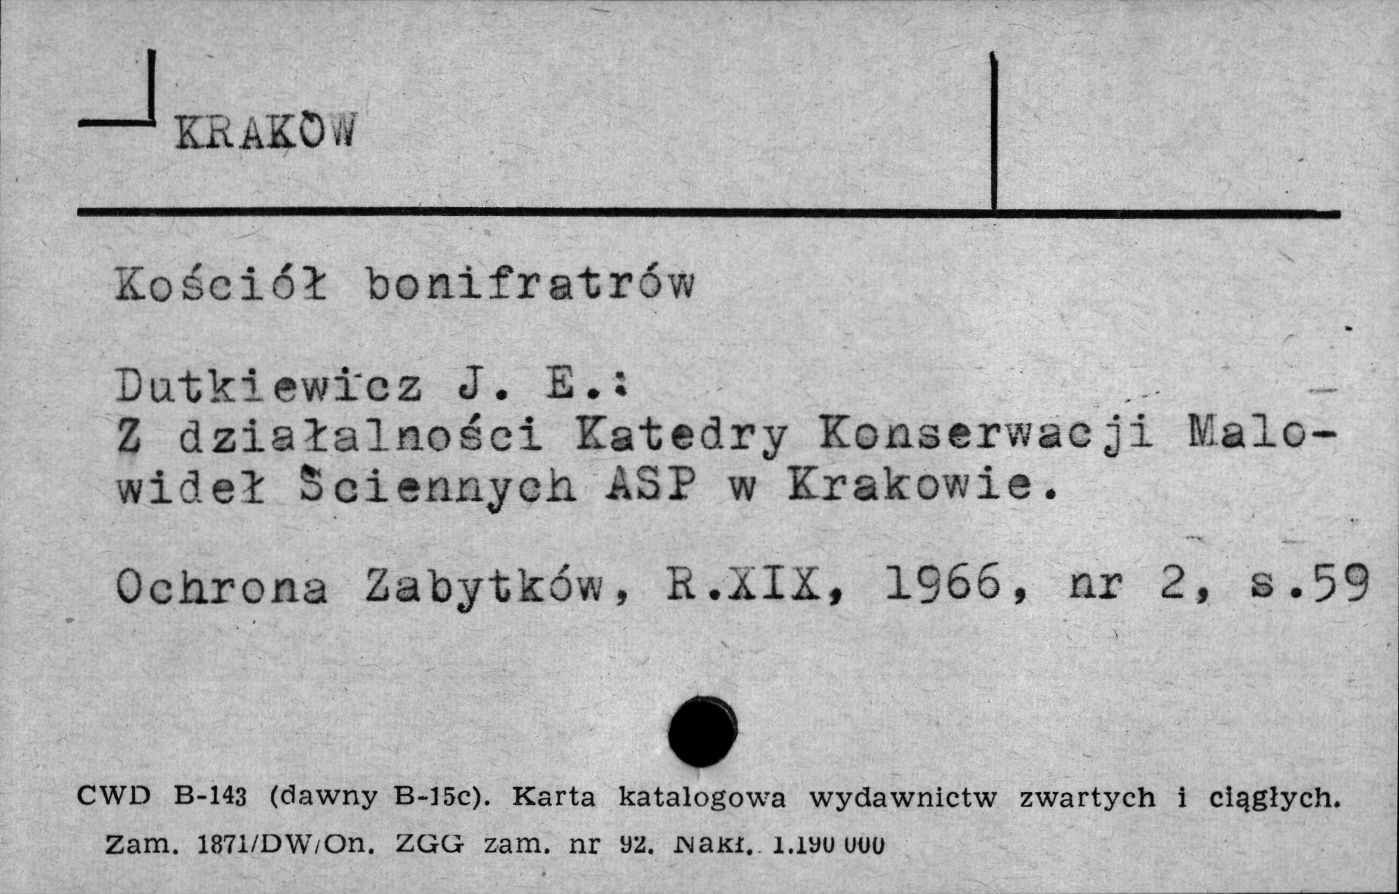 KRAKÓW
Kościół bonifratrów
Dutkiewicz J. E.:
Z działalności Katedry Konserwacji Malo-
wideł Ściennych ASP w Krakowie.
Ochrona Zabytków, R.XIX, 1966, nr 2, s.59
CWD B-143 (dawny B-15c). Karta katalogowa wydawnictw zwartych i ciągłych.
Zam. 1871/DW/On. ZGG zam. nr 92. Nakł. 1.190 000